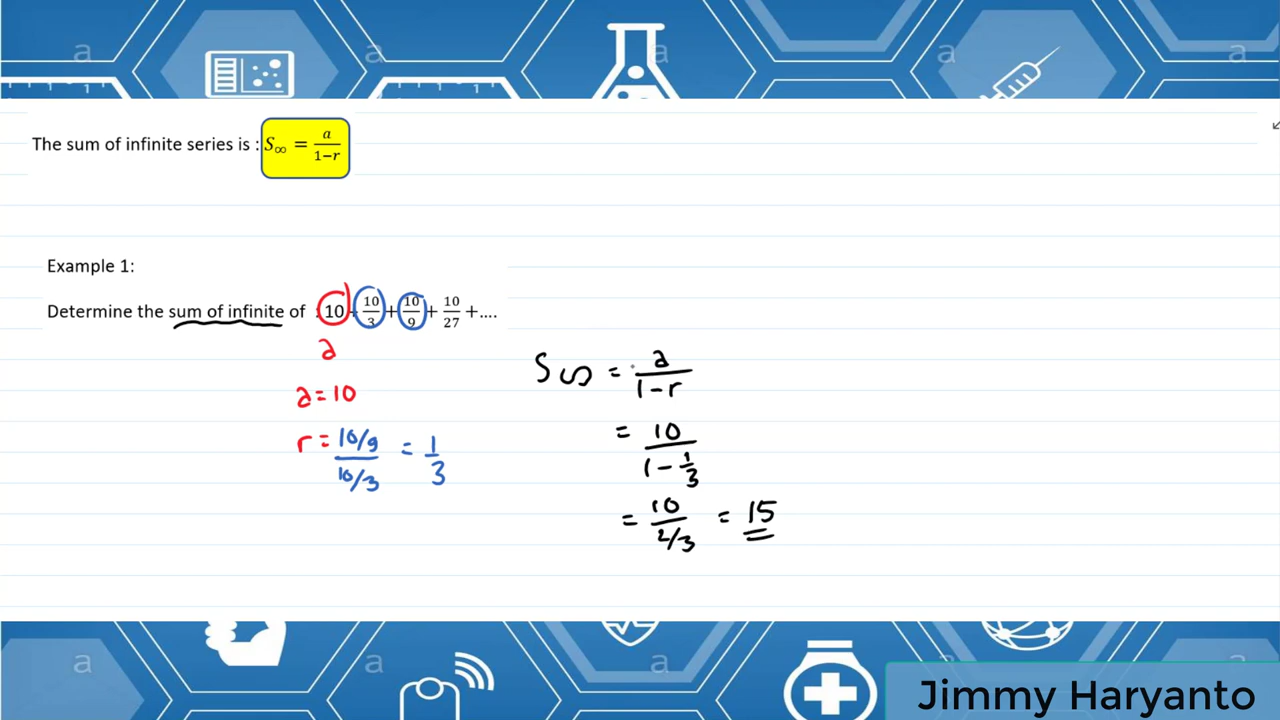 The sum of infinite series is : S∞ = a/(1−r)
Example 1:
Determine the sum of infinite of : 10 + 10/3 + 10/9 + 10/27 +....
a
a = 10
r = (10/9)/(10/3) = 1/3
S∞ = a/(1-r)
= 10/(1 - 1/3)
= 10/(2/3) = 15
Jimmy Haryanto